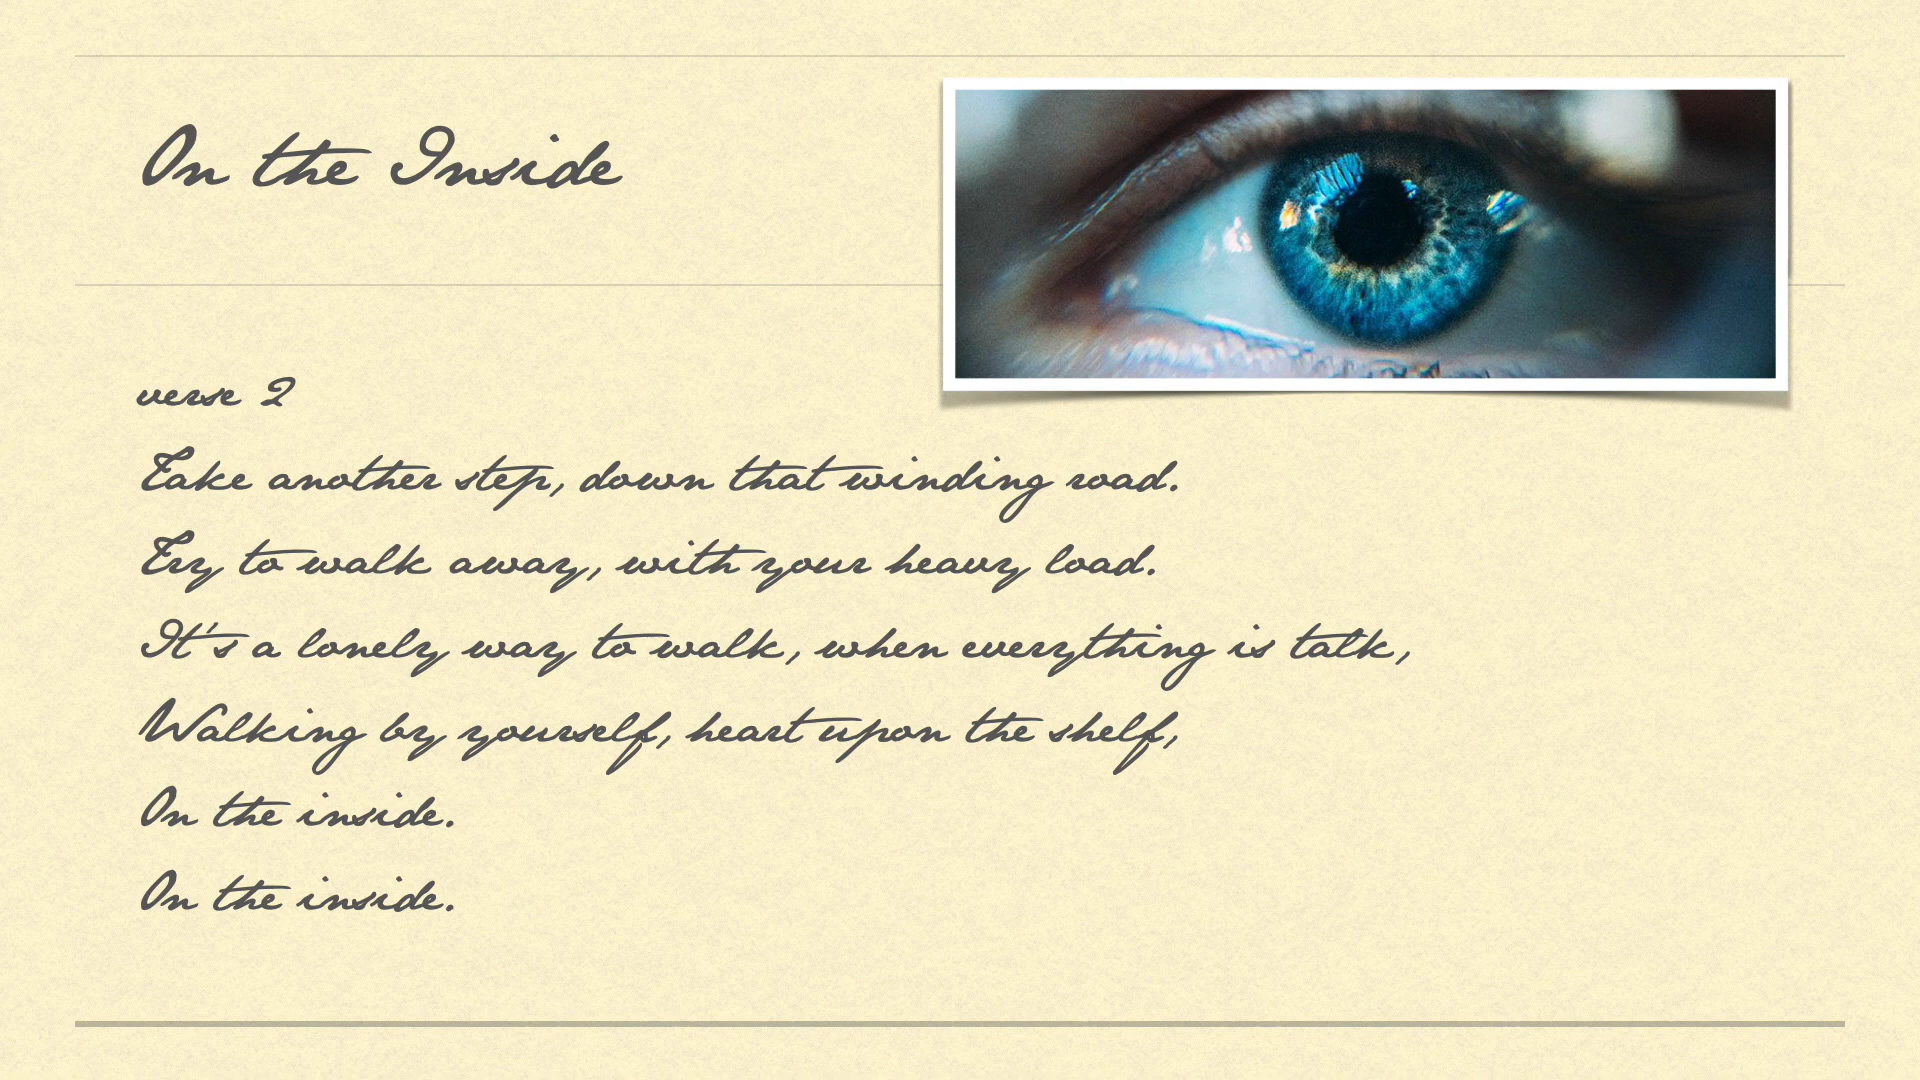 On the Inside
verse 2
Take another step, down that winding road.
Try to walk away, with your heavy load.
It's a lonely way to walk, when everything is talk,
Walking by yourself, heart upon the shelf,
On the inside.
On the inside.